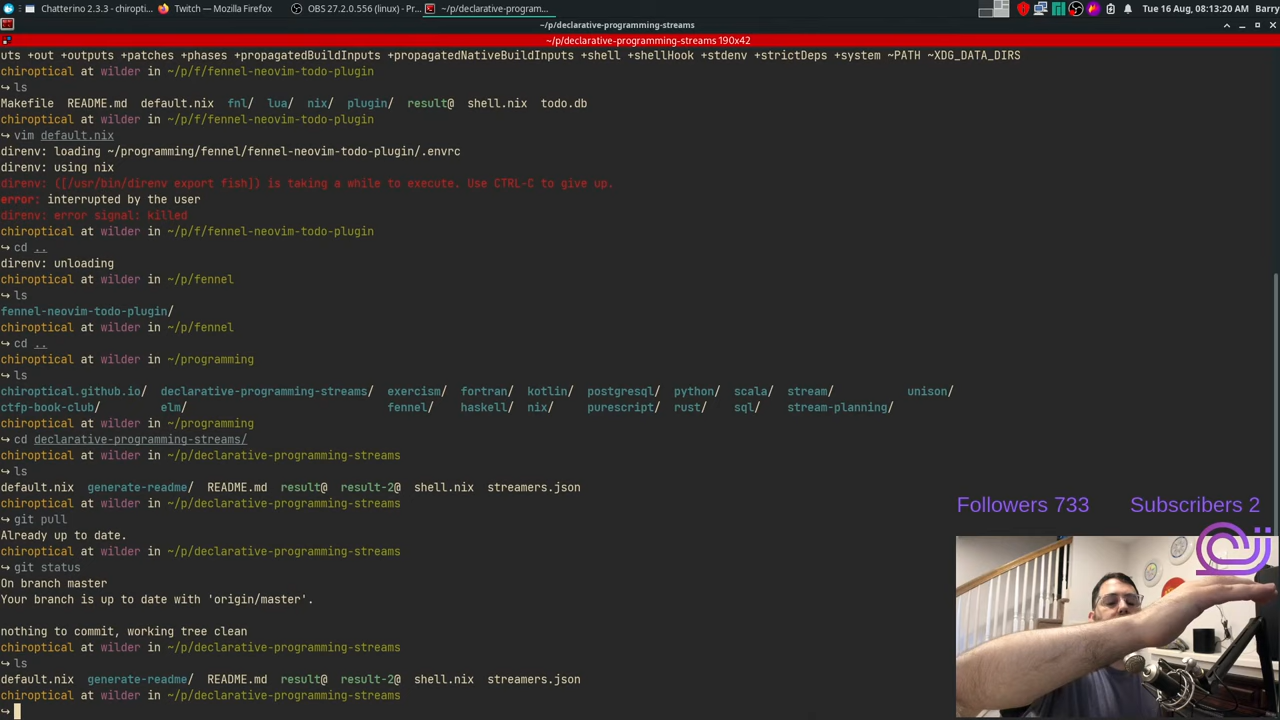 Chatterino 2.3.3 - chiropti... Twitch — Mozilla Firefox OBS 27.2.0.556 (linux) - Pr... ~/p/declarative-program... Tue 16 Aug, 08:13:20 Barry
~/p/declarative-programming-streams
~/p/declarative-programming-streams 190x42
uts +out +outputs +patches +phases +propagatedBuildInputs +propagatedNativeBuildInputs +shell +shellHook +stdenv +strictDeps +system ~PATH ~XDG_DATA_DIRS
chiroptical at wilder in ~/p/f/fennel-neovim-todo-plugin
↪ ls
Makefile README.md default.nix fnl/ lua/ nix/ plugin/ result@ shell.nix todo.db
chiroptical at wilder in ~/p/f/fennel-neovim-todo-plugin
↪ vim default.nix
direnv: loading ~/programming/fennel/fennel-neovim-todo-plugin/.envrc
direnv: using nix
direnv: ([/usr/bin/direnv export fish]) is taking a while to execute. Use CTRL-C to give up.
error: interrupted by the user
direnv: error signal: killed
chiroptical at wilder in ~/p/f/fennel-neovim-todo-plugin
↪ cd ..
direnv: unloading
chiroptical at wilder in ~/p/fennel
↪ ls
fennel-neovim-todo-plugin/
chiroptical at wilder in ~/p/fennel
↪ cd ..
chiroptical at wilder in ~/programming
↪ ls
chiroptical.github.io/ declarative-programming-streams/ exercism/ fortran/ kotlin/ postgresql/ python/ scala/ stream/ unison/
ctfp-book-club/ elm/ fennel/ haskell/ nix/ purescript/ rust/ sql/ stream-planning/
chiroptical at wilder in ~/programming
↪ cd declarative-programming-streams/
chiroptical at wilder in ~/p/declarative-programming-streams
↪ ls
default.nix generate-readme/ README.md result@ result-2@ shell.nix streamers.json
chiroptical at wilder in ~/p/declarative-programming-streams
↪ git pull
Already up to date.
chiroptical at wilder in ~/p/declarative-programming-streams
↪ git status
On branch master
Your branch is up to date with 'origin/master'.
nothing to commit, working tree clean
chiroptical at wilder in ~/p/declarative-programming-streams
↪ ls
default.nix generate-readme/ README.md result@ result-2@ shell.nix streamers.json
chiroptical at wilder in ~/p/declarative-programming-streams
↪
Followers 733 Subscribers 2